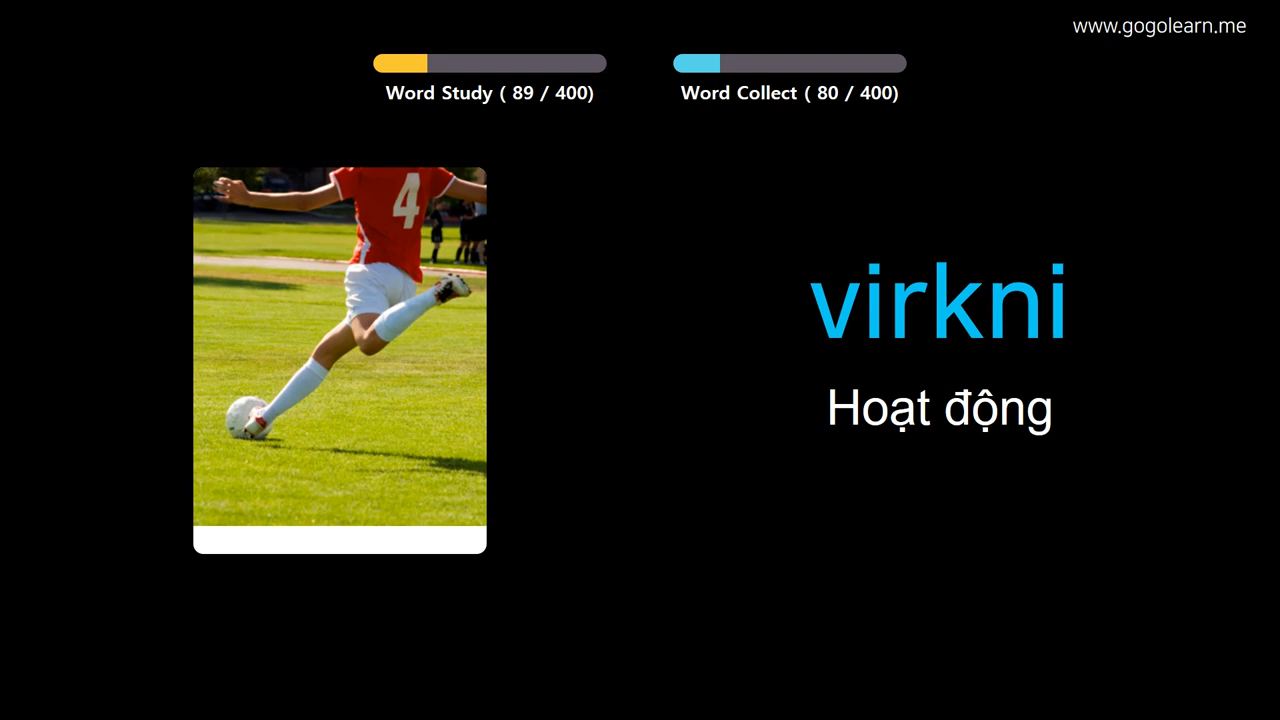 www.gogolearn.me
Word Study ( 89 / 400)
Word Collect ( 80 / 400)
4
virkni
Hoạt động